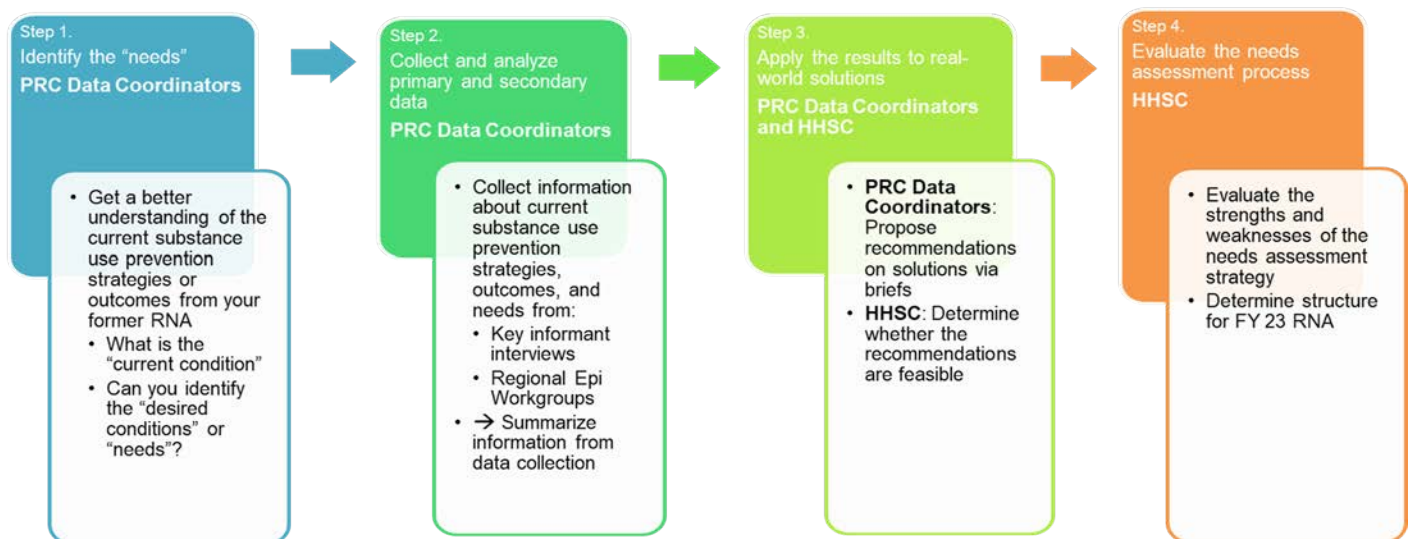 Step 1.
Identify the “needs”
PRC Data Coordinators
• Get a better
understanding of the
current substance
use prevention
strategies or
outcomes from your
former RNA
• What is the
“current condition”
• Can you identify
the “desired
conditions” or
“needs”?
Step 2.
Collect and analyze
primary and secondary
data
PRC Data Coordinators
• Collect information
about current
substance use
prevention
strategies,
outcomes, and
needs from:
• Key informant
interviews
• Regional Epi
Workgroups
• → Summarize
information from
data collection
Step 3.
Apply the results to real-
world solutions
PRC Data Coordinators
and HHSC
• PRC Data
Coordinators:
Propose
recommendations
on solutions via
briefs
• HHSC: Determine
whether the
recommendations
are feasible
Step 4.
Evaluate the needs
assessment process
HHSC
• Evaluate the
strengths and
weaknesses of the
needs assessment
strategy
• Determine structure
for FY 23 RNA